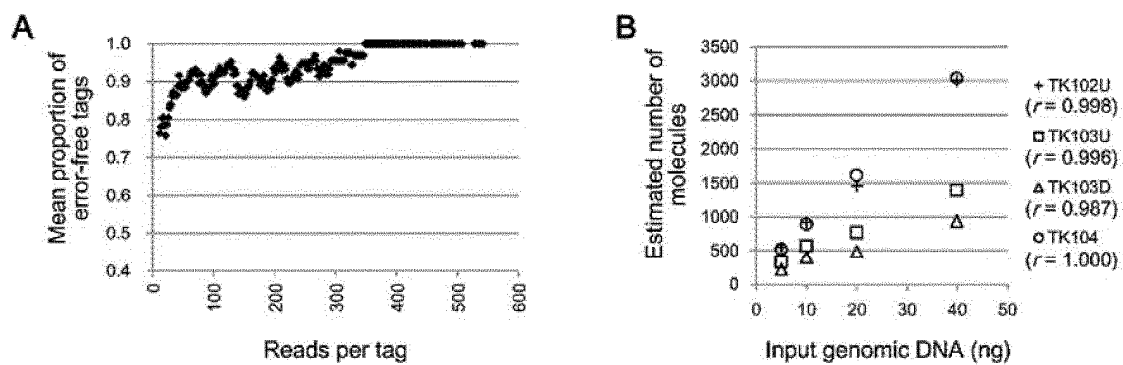 A
Mean proportion of
error-free tags
1.0
0.9
0.8
0.7
0.6
0.5
0.4
0
100
200
300
400
500
600
Reads per tag
B
Estimated number of
molecules
3500
3000
2500
2000
1500
1000
500
0
0
10
20
30
40
50
Input genomic DNA (ng)
+ TK102U
(r = 0.998)
TK103U
(r = 0.996)
TK103D
(r = 0.987)
TK104
(r = 1.000)